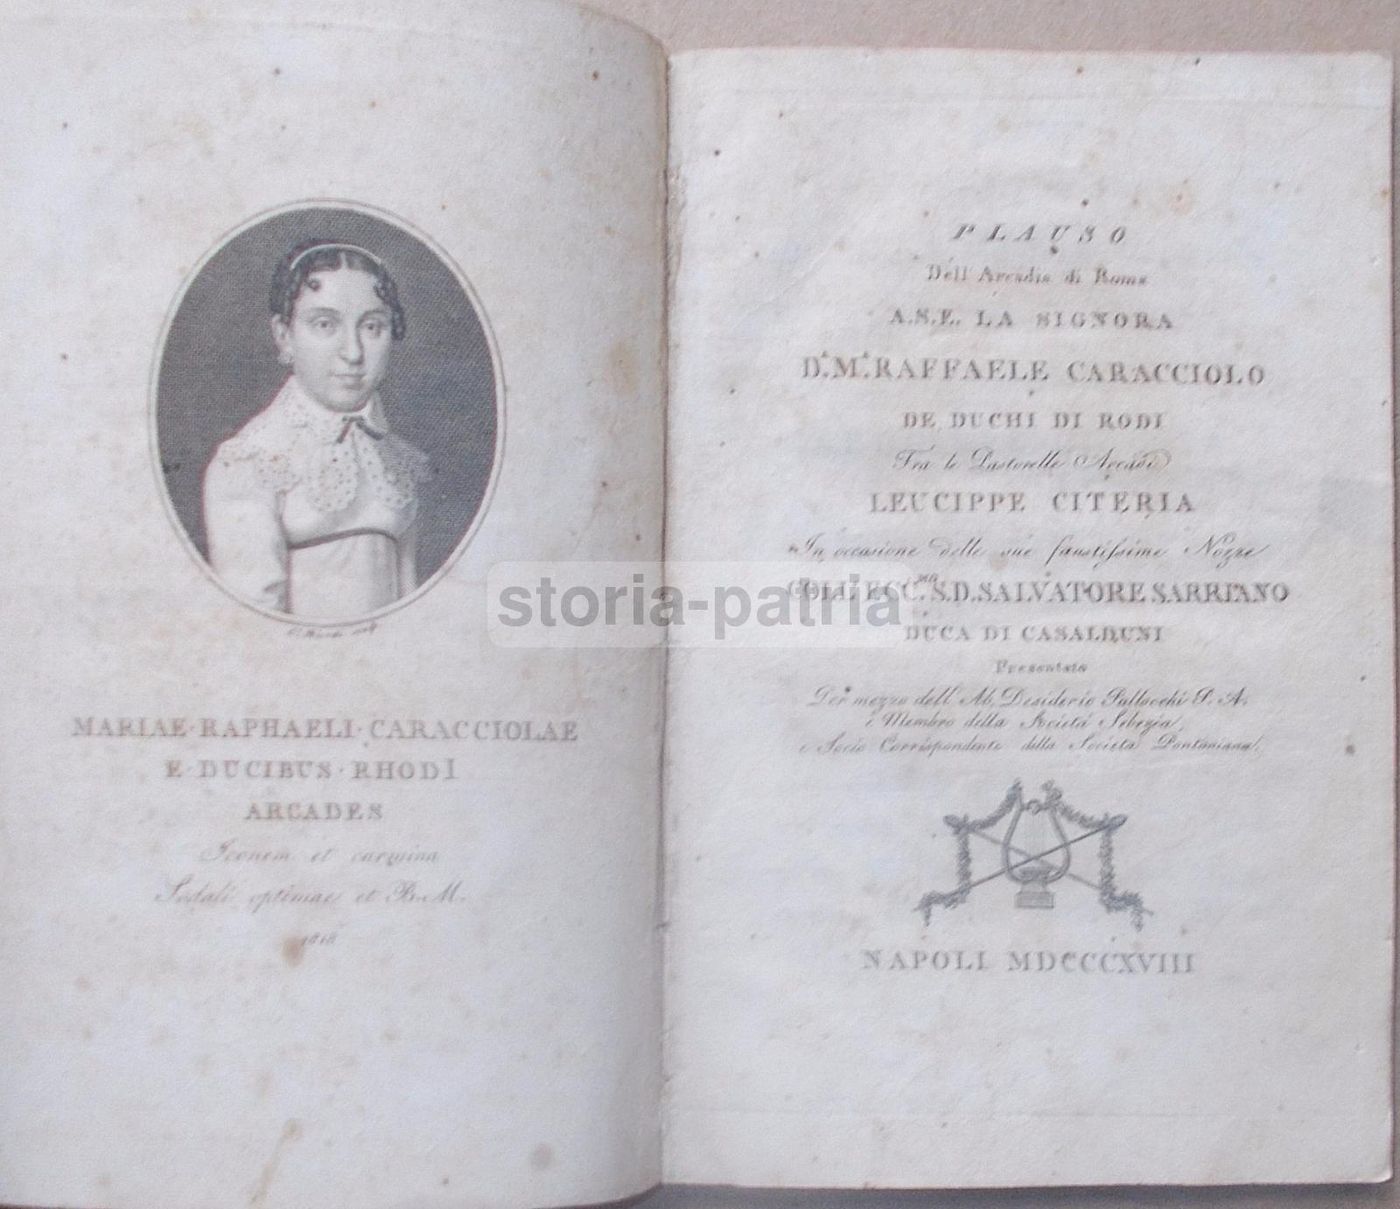 MARIAE·RAPHAELI·CARACCIOLAE
E·DUCIBUS·RHODI
ARCADES
Iconem et carmina
Sodali optimae et B.M.
1818
PLAUSO
Dell'Arcadia di Roma
A.S.E. LA SIGNORA
D.ª M.ª RAFFAELE CARACCIOLO
DE DUCHI DI RODI
Tra le Pastorelle Arcadi
LEUCIPPE CITERIA
In occasione delle sue faustissime Nozze
COLL'ECC.MO S.D. SALVATORE SARRIANO
DUCA DI CASALDUNI
Presentato
Per mezzo dell'Ab. Desiderio Pallocchi P. A.
e Membro della Società Sebezia,
e Socio Corrispondente della Società Pontaniana.
NAPOLI MDCCCXVIII
storia-patria